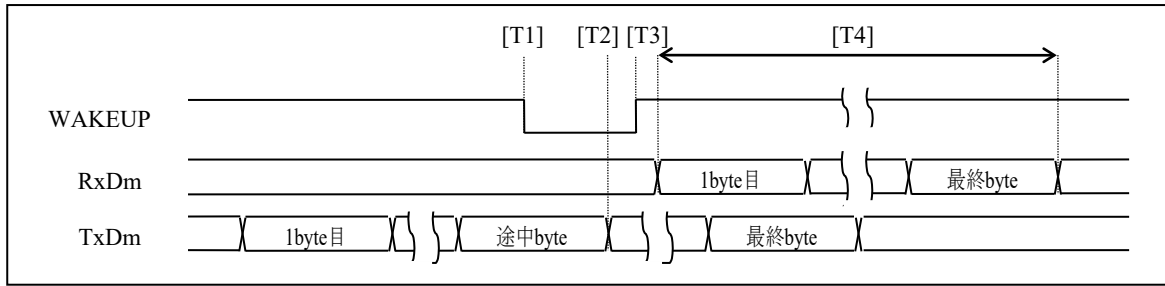 [T1] [T2] [T3] [T4]
WAKEUP
RxDm 1byte目 最終byte
TxDm 1byte目 途中byte 最終byte